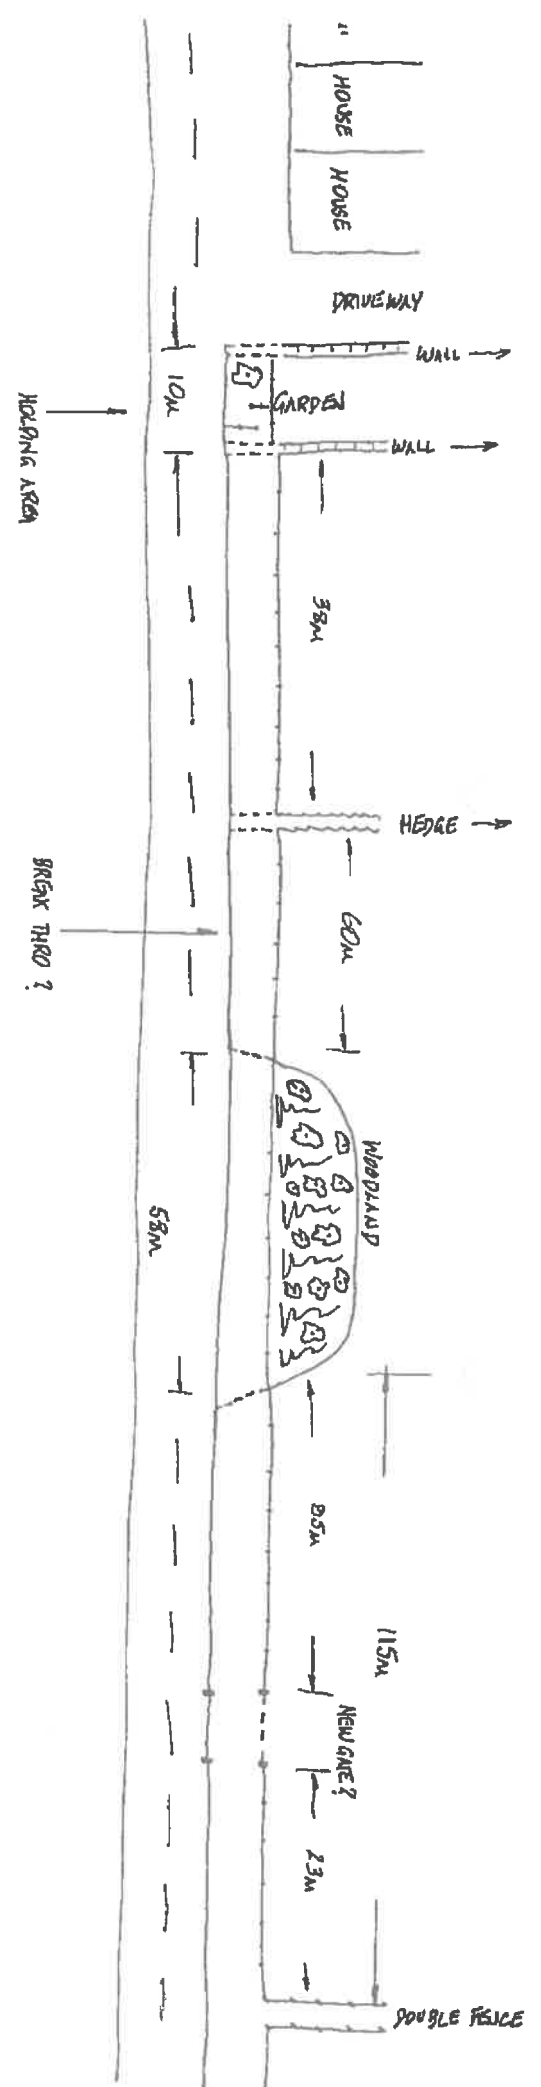 "
HOUSE
HOUSE
DRIVEWAY
WALL
10M
GARDEN
HOLDING AREA
WALL
38M
HEDGE
BREAK THRO ?
60M
WOODLAND
58M
115M
NEW GATE?
23M
DOUBLE FENCE